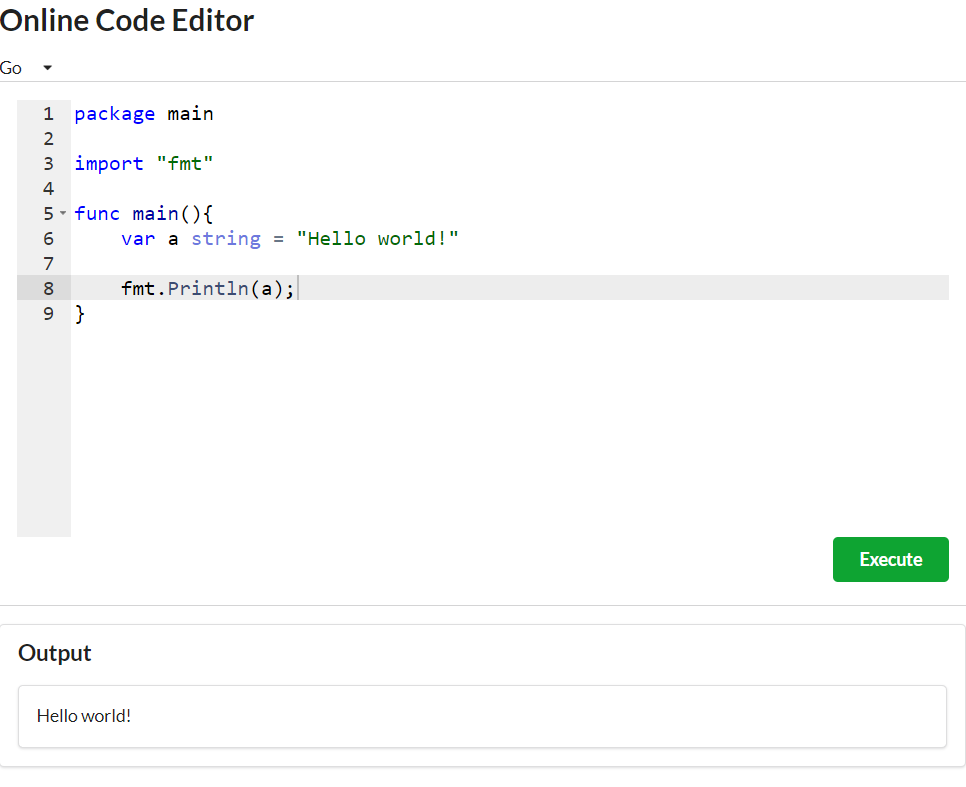 Online Code Editor
Go
1 package main
2
3 import "fmt"
4
5 func main(){
6     var a string = "Hello world!"
7
8     fmt.Println(a);
9 }
Execute
Output
Hello world!